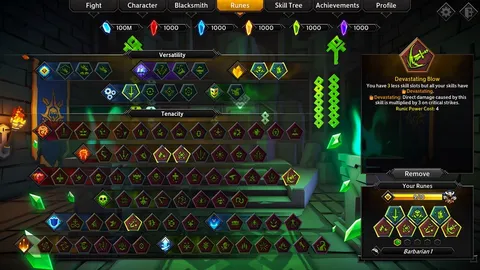 Fight Character Blacksmith Runes Skill Tree Achievements Profile
100M 1000 1000 1000 1000 1000
Versatility
Tenacity
Devastating Blow
You have 3 less skill slots but all your skills have
Devastating.
Devastating: Direct damage caused by this
skill is multiplied by 3 on critical strikes.
Runic Power Cost: 4
Remove
Your Runes
Barbarian I